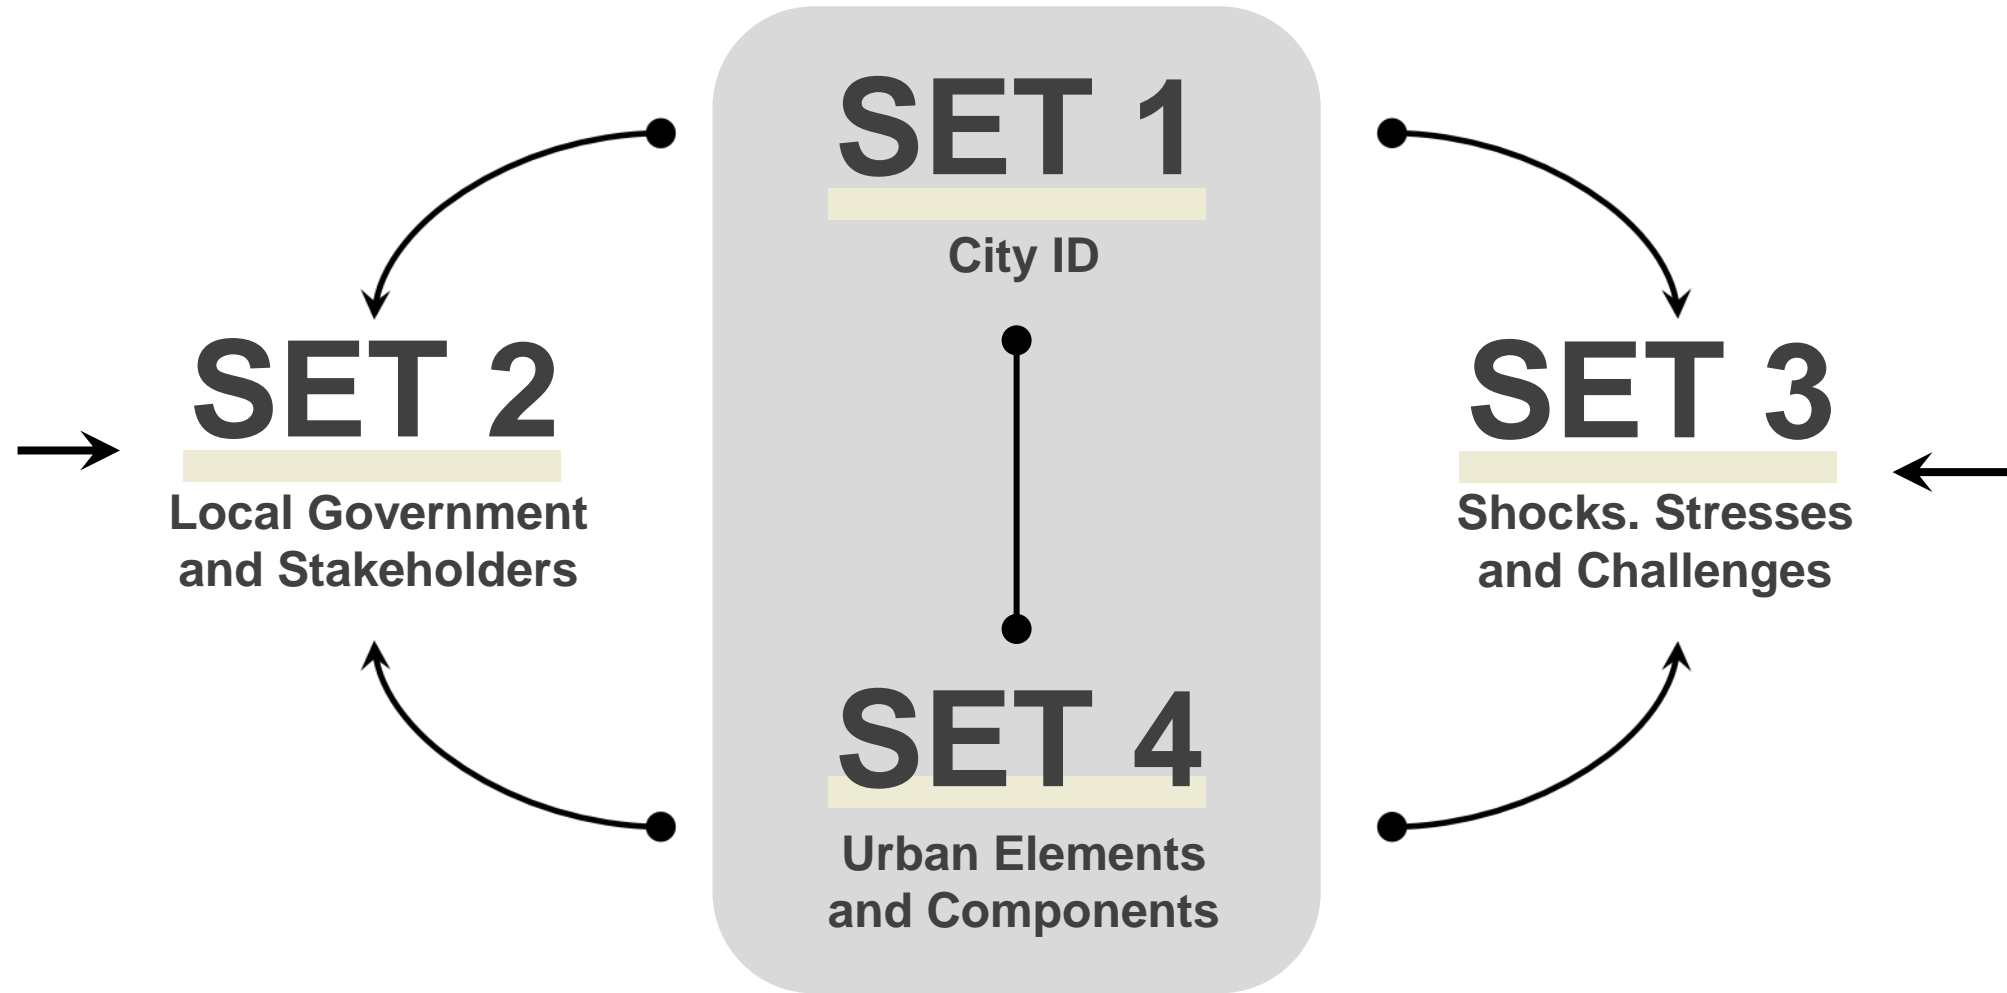 SET 1
City ID
SET 2
Local Government
and Stakeholders
SET 3
Shocks. Stresses
and Challenges
SET 4
Urban Elements
and Components